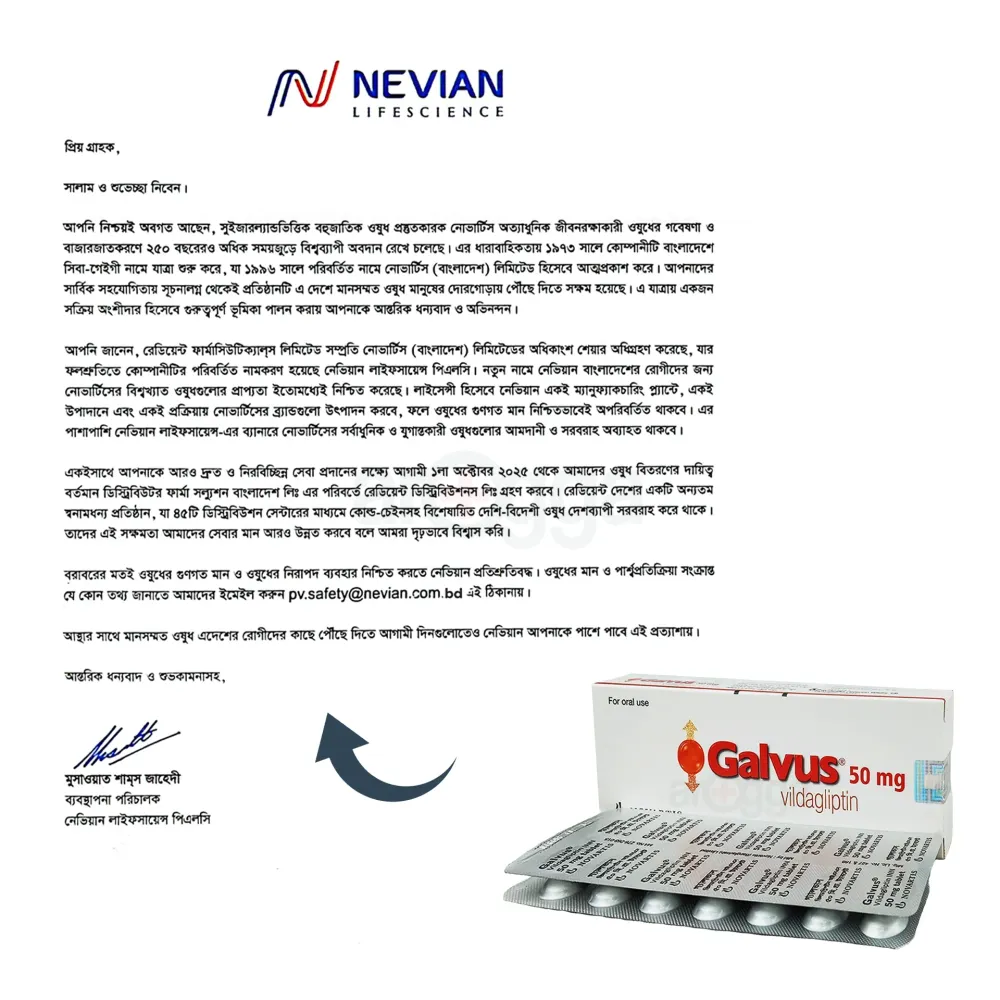 NEVIAN
LIFESCIENCE
প্রিয় গ্রাহক,
সালাম ও শুভেচ্ছা নিবেন।
আপনি নিশ্চয়ই অবগত আছেন, সুইজারল্যান্ডভিত্তিক বহুজাতিক ওষুধ প্রস্তুতকারক নোভার্টিস অত্যাধুনিক জীবনরক্ষাকারী ওষুধের গবেষণা ও
বাজারজাতকরণে ২৫০ বছরেরও অধিক সময়জুড়ে বিশ্বব্যাপী অবদান রেখে চলেছে। এর ধারাবাহিকতায় ১৯৭৩ সালে কোম্পানীটি বাংলাদেশে
সিবা-গেইগী নামে যাত্রা শুরু করে, যা ১৯৯৬ সালে পরিবর্তিত নামে নোভার্টিস (বাংলাদেশ) লিমিটেড হিসেবে আত্মপ্রকাশ করে। আপনাদের
সার্বিক সহযোগিতায় সূচনালগ্ন থেকেই প্রতিষ্ঠানটি এ দেশে মানসম্মত ওষুধ মানুষের দোরগোড়ায় পৌঁছে দিতে সক্ষম হয়েছে। এ যাত্রায় একজন
সক্রিয় অংশীদার হিসেবে গুরুত্বপূর্ণ ভূমিকা পালন করায় আপনাকে আন্তরিক ধন্যবাদ ও অভিনন্দন।
আপনি জানেন, রেডিয়েন্ট ফার্মাসিউটিক্যাল্স লিমিটেড সম্প্রতি নোভার্টিস (বাংলাদেশ) লিমিটেডের অধিকাংশ শেয়ার অধিগ্রহণ করেছে, যার
ফলশ্রুতিতে কোম্পানীটির পরিবর্তিত নামকরণ হয়েছে নেভিয়ান লাইফসায়েন্স পিএলসি। নতুন নামে নেভিয়ান বাংলাদেশের রোগীদের জন্য
নোভার্টিসের বিশ্বখ্যাত ওষুধগুলোর প্রাপ্যতা ইতোমধ্যেই নিশ্চিত করেছে। লাইসেন্সী হিসেবে নেভিয়ান একই ম্যানুফ্যাকচারিং প্ল্যান্টে, একই
উপাদানে এবং একই প্রক্রিয়ায় নোভার্টিসের ব্র্যান্ডগুলো উৎপাদন করবে, ফলে ওষুধের গুণগত মান নিশ্চিতভাবেই অপরিবর্তিত থাকবে। এর
পাশাপাশি নেভিয়ান লাইফসায়েন্স-এর ব্যানারে নোভার্টিসের সর্বাধুনিক ও যুগান্তকারী ওষুধগুলোর আমদানী ও সরবরাহ অব্যাহত থাকবে।
একইসাথে আপনাকে আরও দ্রুত ও নিরবিচ্ছিন্ন সেবা প্রদানের লক্ষ্যে আগামী ১লা অক্টোবর ২০২৫ থেকে আমাদের ওষুধ বিতরণের দায়িত্ব
বর্তমান ডিস্ট্রিবিউটর ফার্মা সল্যুশন বাংলাদেশ লিঃ এর পরিবর্তে রেডিয়েন্ট ডিস্ট্রিবিউশনস লিঃ গ্রহণ করবে। রেডিয়েন্ট দেশের একটি অন্যতম
স্বনামধন্য প্রতিষ্ঠান, যা ৪৫টি ডিস্ট্রিবিউশন সেন্টারের মাধ্যমে কোল্ড-চেইনসহ বিশেষায়িত দেশি-বিদেশী ওষুধ দেশব্যাপী সরবরাহ করে থাকে।
তাদের এই সক্ষমতা আমাদের সেবার মান আরও উন্নত করবে বলে আমরা দৃঢ়ভাবে বিশ্বাস করি।
বরাবরের মতই ওষুধের গুণগত মান ও ওষুধের নিরাপদ ব্যবহার নিশ্চিত করতে নেভিয়ান প্রতিশ্রুতিবদ্ধ। ওষুধের মান ও পার্শ্বপ্রতিক্রিয়া সংক্রান্ত
যে কোন তথ্য জানাতে আমাদের ইমেইল করুন pv.safety@nevian.com.bd এই ঠিকানায়।
আস্থার সাথে মানসম্মত ওষুধ এদেশের রোগীদের কাছে পৌঁছে দিতে আগামী দিনগুলোতেও নেভিয়ান আপনাকে পাশে পাবে এই প্রত্যাশায়।
আন্তরিক ধন্যবাদ ও শুভকামনাসহ,
মুসাওয়াত শাম্স জাহেদী
ব্যবস্থাপনা পরিচালক
নেভিয়ান লাইফসায়েন্স পিএলসি
For oral use
Galvus® 50 mg
vildagliptin
Galvus®
Vildagliptin INN
50 mg tablet
NOVARTIS